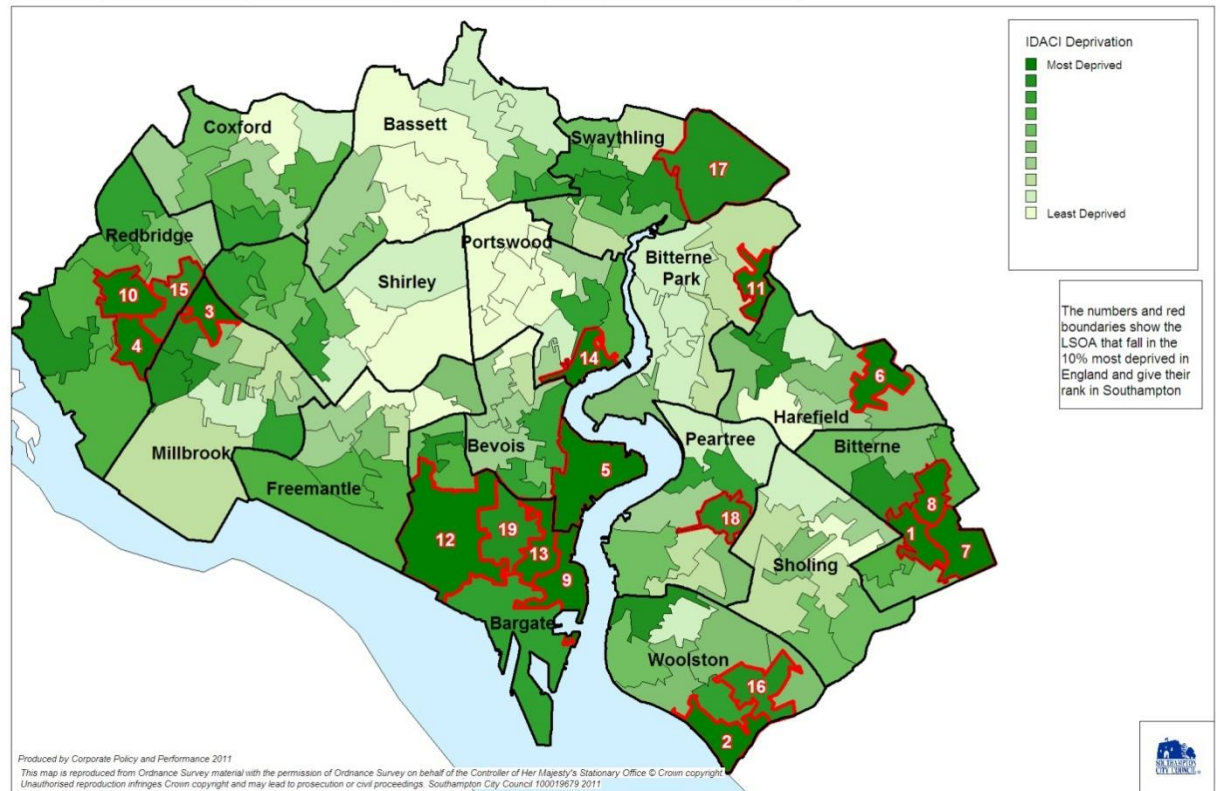 IDACI Deprivation
Most Deprived
Least Deprived
The numbers and red
boundaries show the
LSOA that fall in the
10% most deprived in
England and give their
rank in Southampton
Coxford
Bassett
Swaythling
17
Redbridge
Portswood
Bitterne
Park
Shirley
10
15
3
11
4
14
6
Harefield
Millbrook
Bevois
Peartree
Bitterne
Freemantle
5
8
12
19
18
1
13
7
9
Sholing
Bargate
Woolston
16
2
Produced by Corporate Policy and Performance 2011
This map is reproduced from Ordnance Survey material with the permission of Ordnance Survey on behalf of the Controller of Her Majesty's Stationary Office © Crown copyright
Unauthorised reproduction infringes Crown copyright and may lead to prosecution or civil proceedings. Southampton City Council 100019679 2011
SOUTHAMPTON
CITY COUNCIL